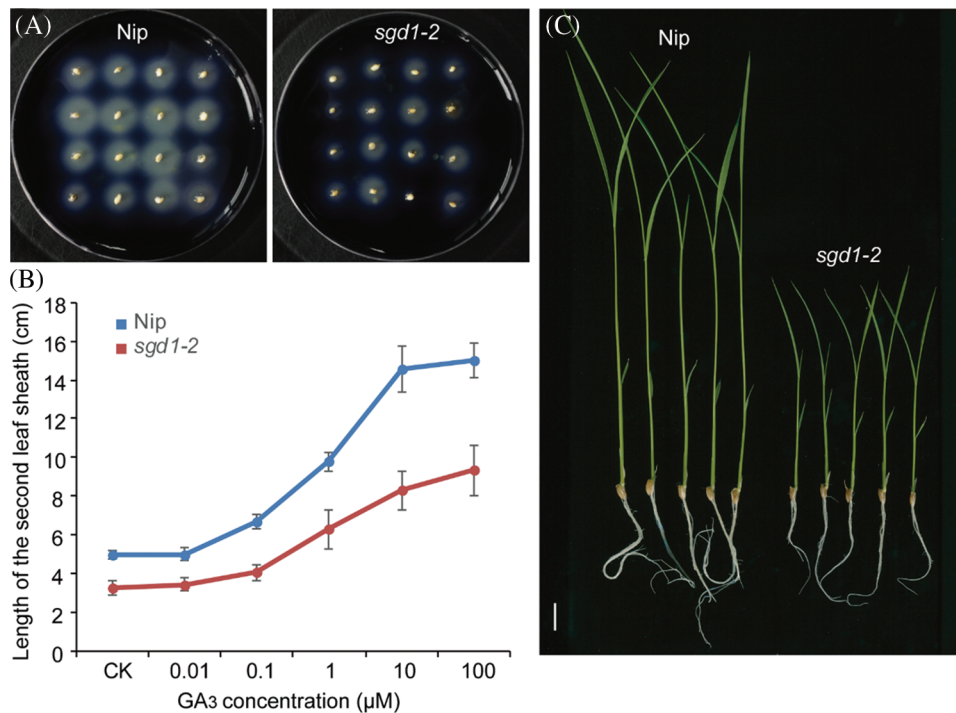 (A)
Nip
sgd1-2
(B)
18
16
14
12
10
8
6
4
2
0
Length of the second leaf sheath (cm)
Nip
sgd1-2
CK 0.01 0.1 1 10 100
GA3 concentration (µM)
(C)
Nip
sgd1-2